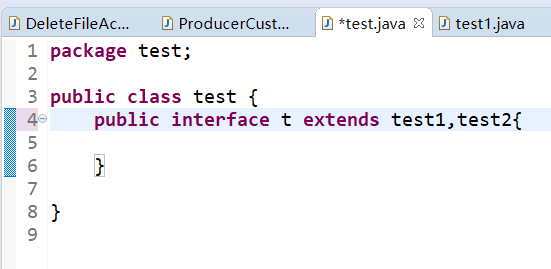 DeleteFileAc... ProducerCust... *test.java test1.java
1 package test;
2
3 public class test {
4 public interface t extends test1,test2{
5
6 }
7
8 }
9